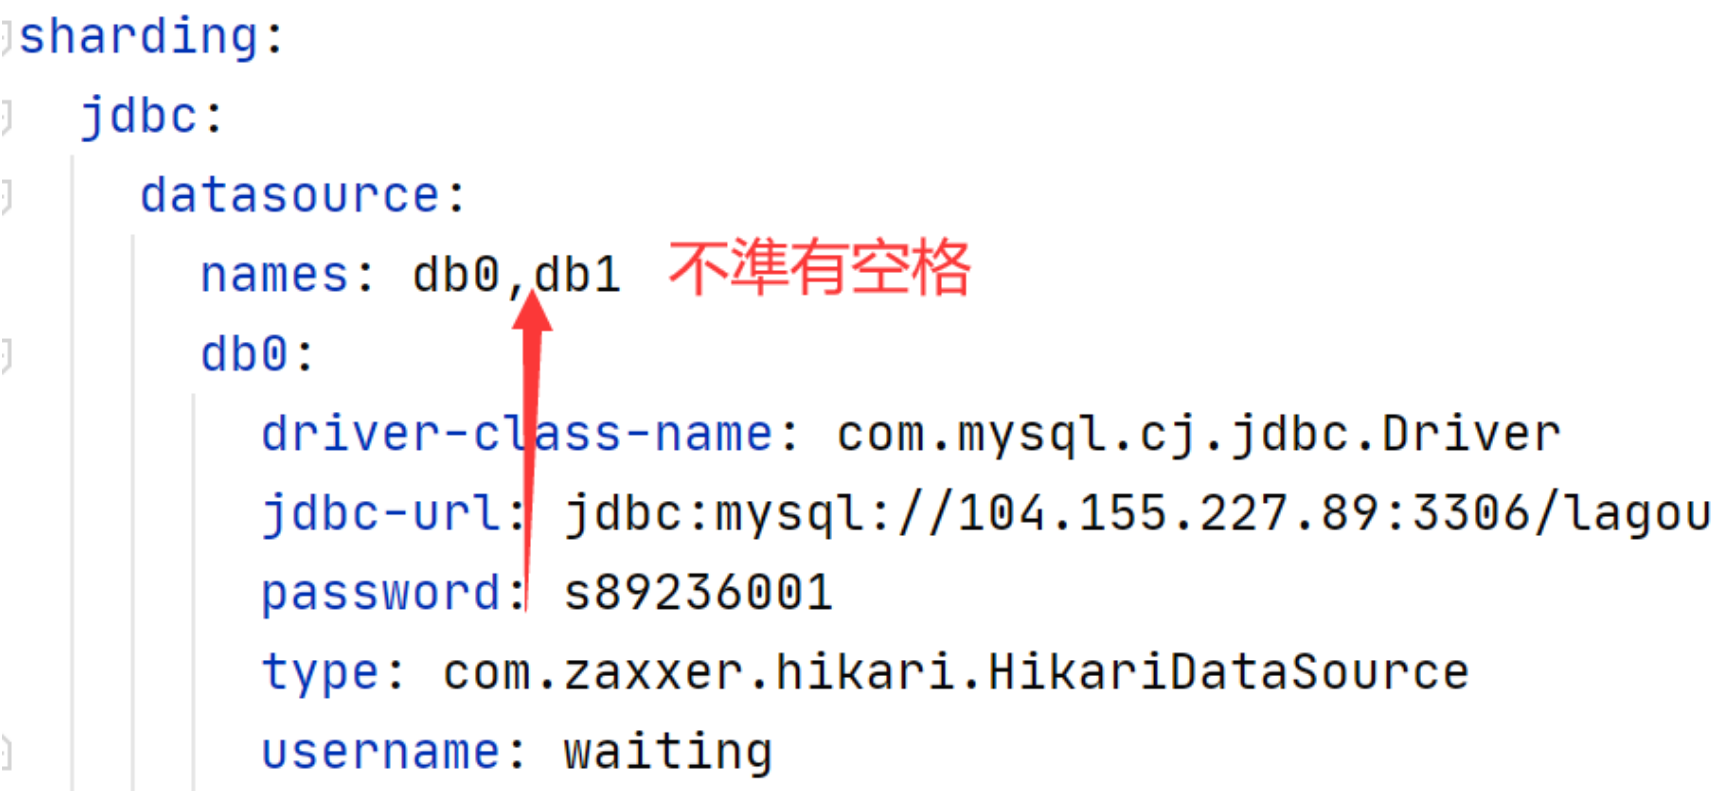 sharding:
jdbc:
datasource:
names: db0,db1 不準有空格
db0:
driver-class-name: com.mysql.cj.jdbc.Driver
jdbc-url: jdbc:mysql://104.155.227.89:3306/lagou
password: s89236001
type: com.zaxxer.hikari.HikariDataSource
username: waiting